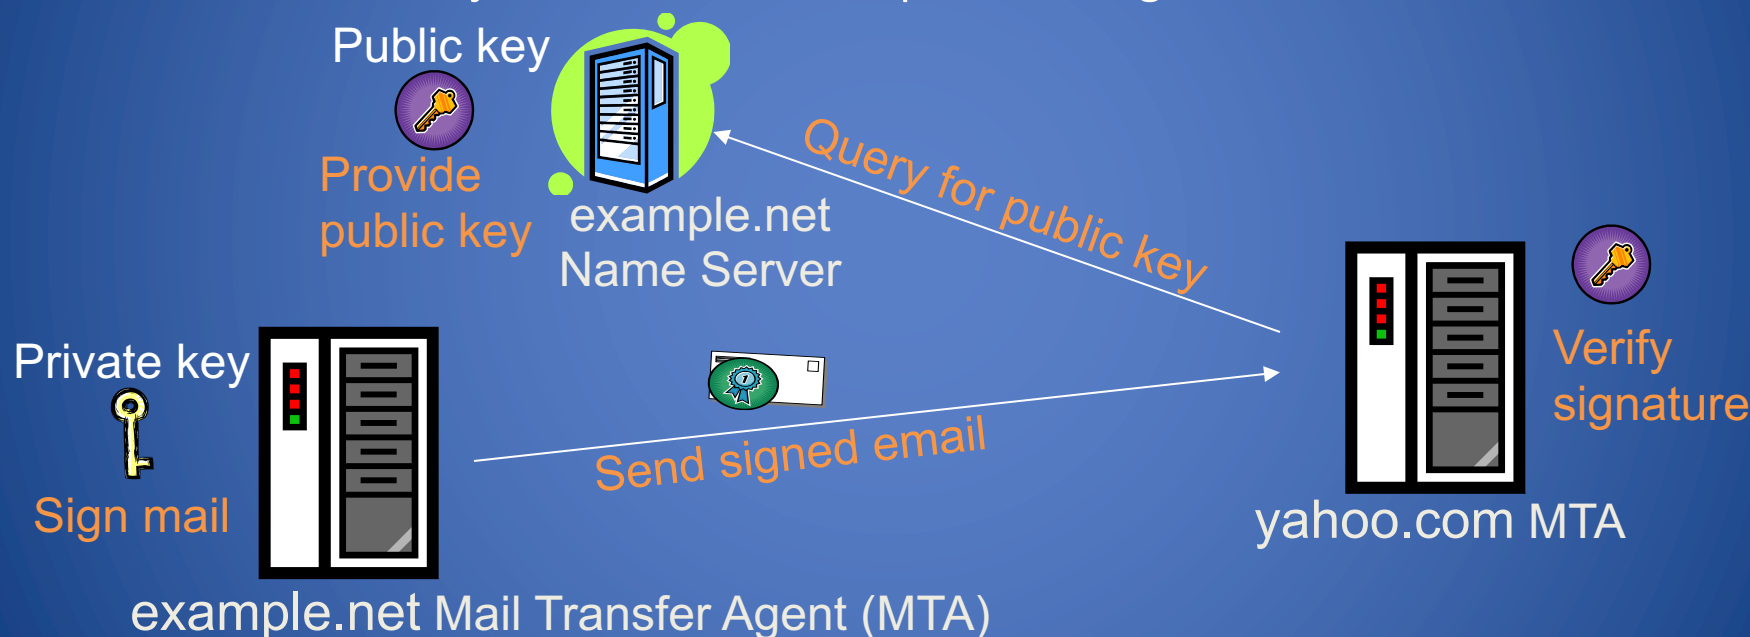 Public key
Provide
public key
example.net
Name Server
Query for public key
Private key
Sign mail
Send signed email
Verify
signature
yahoo.com MTA
example.net Mail Transfer Agent (MTA)